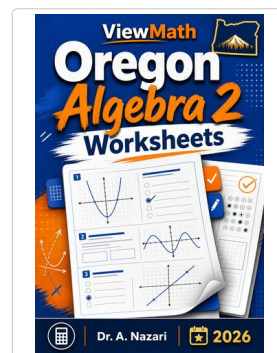 ViewMath
Oregon
Algebra 2
Worksheets
1
2
3
Dr. A. Nazari
2026